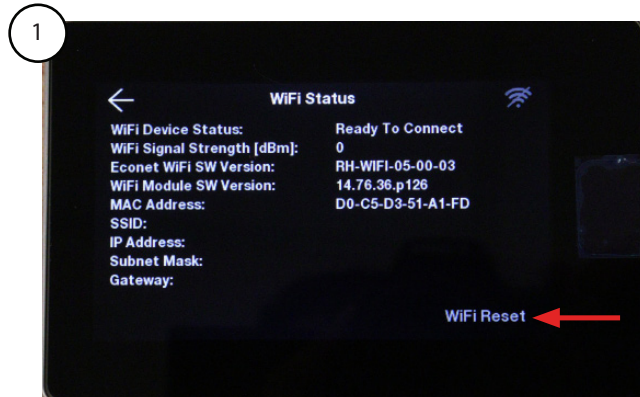 1
WiFi Status
WiFi Device Status: Ready To Connect
WiFi Signal Strength [dBm]: 0
Econet WiFi SW Version: RH-WIFI-05-00-03
WiFi Module SW Version: 14.76.36.p126
MAC Address: D0-C5-D3-51-A1-FD
SSID:
IP Address:
Subnet Mask:
Gateway:
WiFi Reset